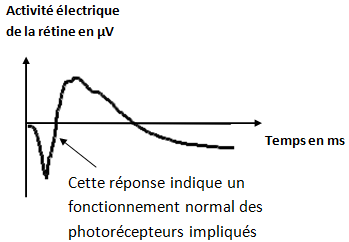 Activité électrique
de la rétine en µV
Temps en ms
Cette réponse indique un
fonctionnement normal des
photorécepteurs impliqués